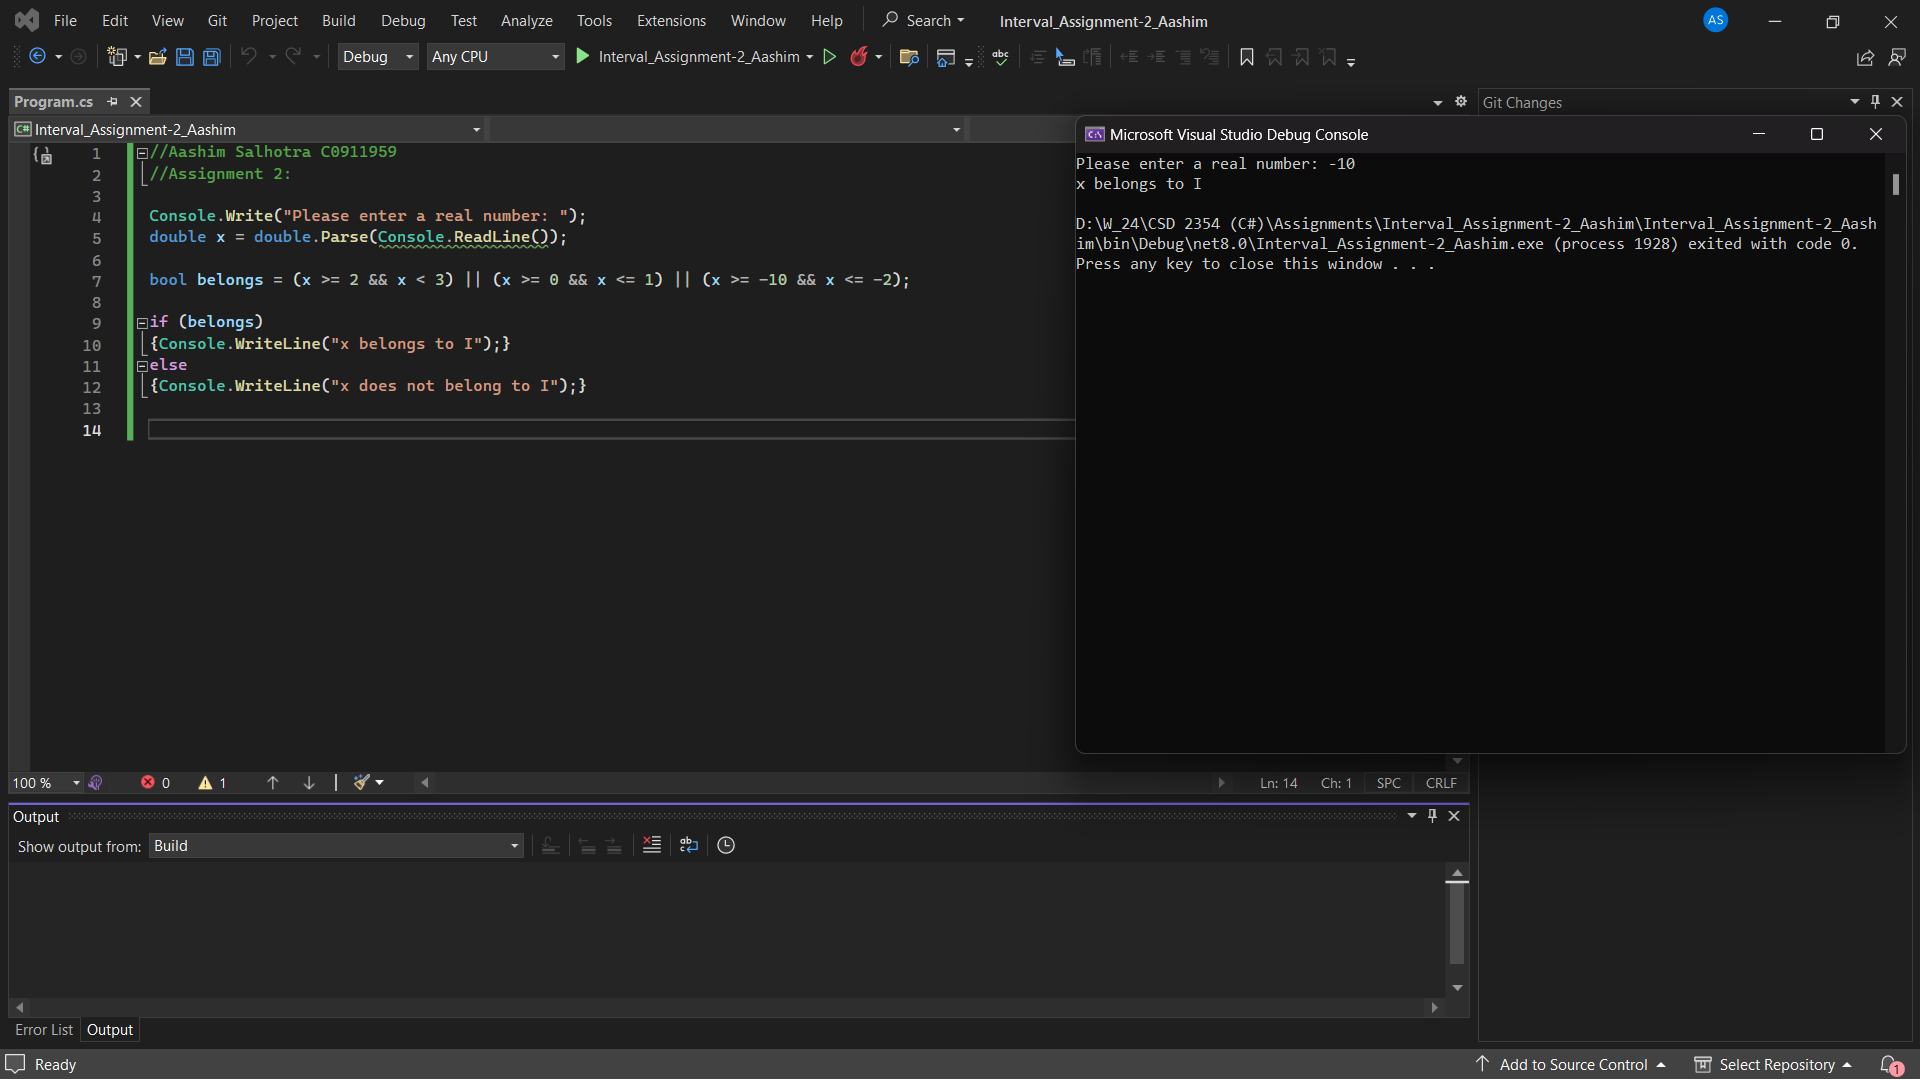 File Edit View Git Project Build Debug Test Analyze Tools Extensions Window Help Search Interval_Assignment-2_Aashim AS
Debug Any CPU Interval_Assignment-2_Aashim
Program.cs
Git Changes
C# Interval_Assignment-2_Aashim
1 //Aashim Salhotra C0911959
2 //Assignment 2:
3
4 Console.Write("Please enter a real number: ");
5 double x = double.Parse(Console.ReadLine());
6
7 bool belongs = (x >= 2 && x < 3) || (x >= 0 && x <= 1) || (x >= -10 && x <= -2);
8
9 if (belongs)
10 {Console.WriteLine("x belongs to I");}
11 else
12 {Console.WriteLine("x does not belong to I");}
13
14
Microsoft Visual Studio Debug Console
Please enter a real number: -10
x belongs to I
D:\W_24\CSD 2354 (C#)\Assignments\Interval_Assignment-2_Aashim\Interval_Assignment-2_Aash
im\bin\Debug\net8.0\Interval_Assignment-2_Aashim.exe (process 1928) exited with code 0.
Press any key to close this window . . .
100 % 0 1 Ln: 14 Ch: 1 SPC CRLF
Output
Show output from: Build
Error List Output
Ready Add to Source Control Select Repository 1